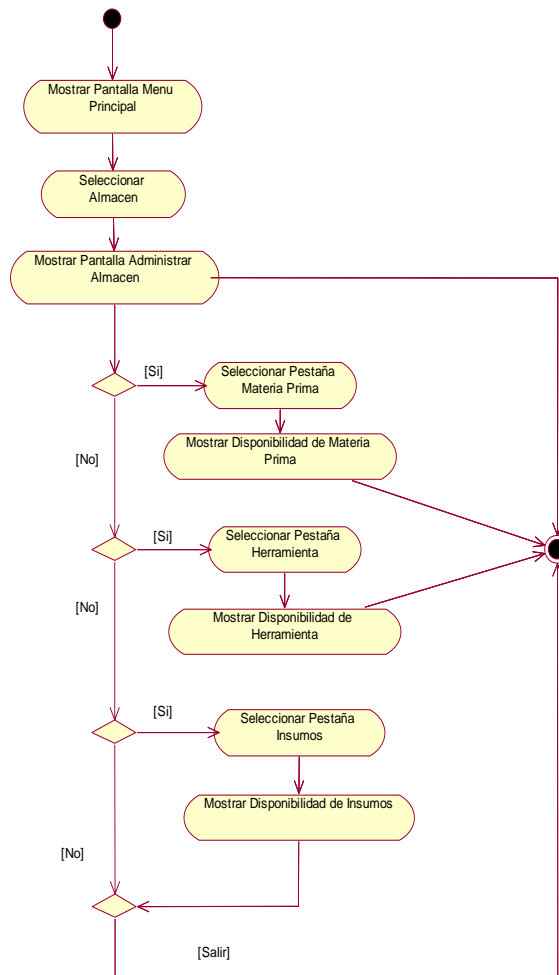 Mostrar Pantalla Menu
Principal
Seleccionar
Almacen
Mostrar Pantalla Administrar
Almacen
[Si]
Seleccionar Pestaña
Materia Prima
[No]
Mostrar Disponibilidad de Materia
Prima
[Si]
Seleccionar Pestaña
Herramienta
[No]
Mostrar Disponibilidad de
Herramienta
[Si]
Seleccionar Pestaña
Insumos
Mostrar Disponibilidad de Insumos
[No]
[Salir]